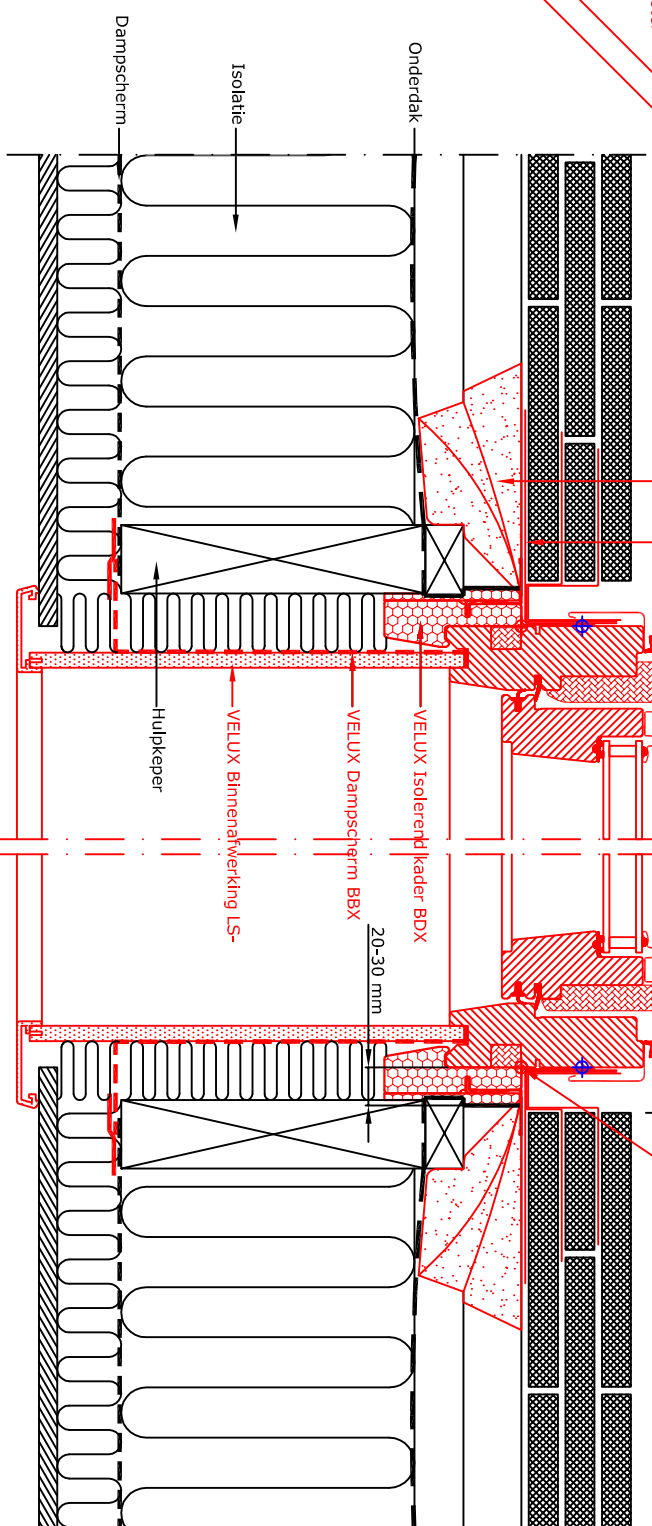 Onderdak
Isolatie
Dampscherm
VELUX Isolerend kader BDX
VELUX Dampscherm BBX
VELUX Binnenafwerking LS-
Hulpkeper
20-30 mm